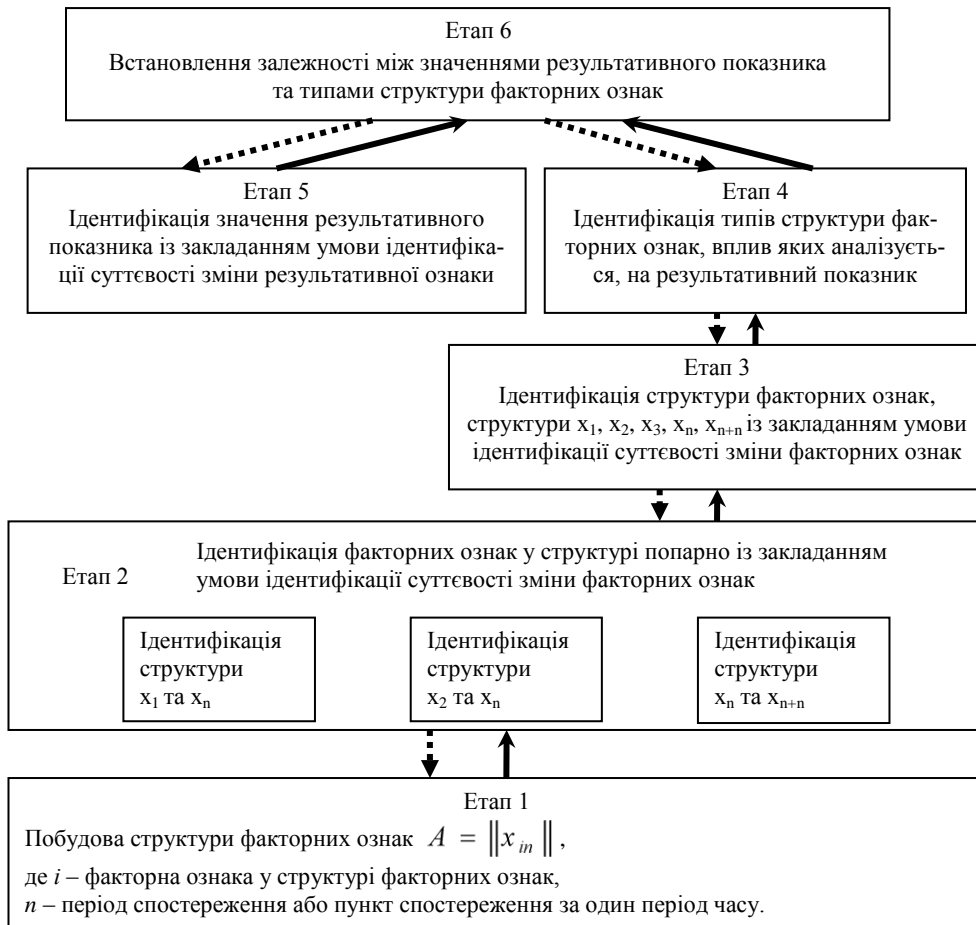 Етап 6
Встановлення залежності між значеннями результативного показника
та типами структури факторних ознак
Етап 5
Ідентифікація значення результативного
показника із закладанням умови ідентифіка-
ції суттєвості зміни результативної ознаки
Етап 4
Ідентифікація типів структури фак-
торних ознак, вплив яких аналізуєть-
ся, на результативний показник
Етап 3
Ідентифікація структури факторних ознак,
структури x₁, x₂, x₃, xₙ, xₙ₊ₙ із закладанням умови
ідентифікації суттєвості зміни факторних ознак
Етап 2
Ідентифікація факторних ознак у структурі попарно із закладанням
умови ідентифікації суттєвості зміни факторних ознак
Ідентифікація
структури
x₁ та xₙ
Ідентифікація
структури
x₂ та xₙ
Ідентифікація
структури
xₙ та xₙ₊ₙ
Етап 1
Побудова структури факторних ознак A = ‖x in‖ ,
де i – факторна ознака у структурі факторних ознак,
n – період спостереження або пункт спостереження за один період часу.